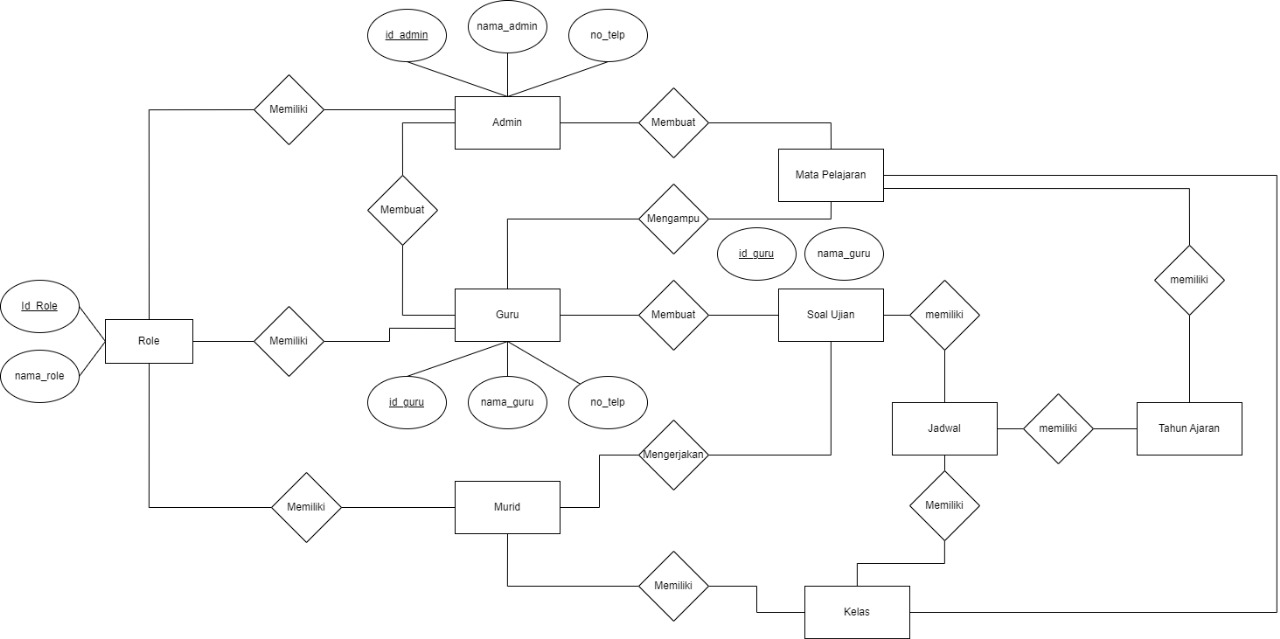 id_admin
nama_admin
no_telp
Memiliki
Admin
Membuat
Mata Pelajaran
Membuat
Mengampu
id_guru
nama_guru
memiliki
Id_Role
Role
Memiliki
Guru
Membuat
Soal Ujian
memiliki
nama_role
id_guru
nama_guru
no_telp
Jadwal
memiliki
Tahun Ajaran
Mengerjakan
Memiliki
Murid
Memiliki
Memiliki
Kelas